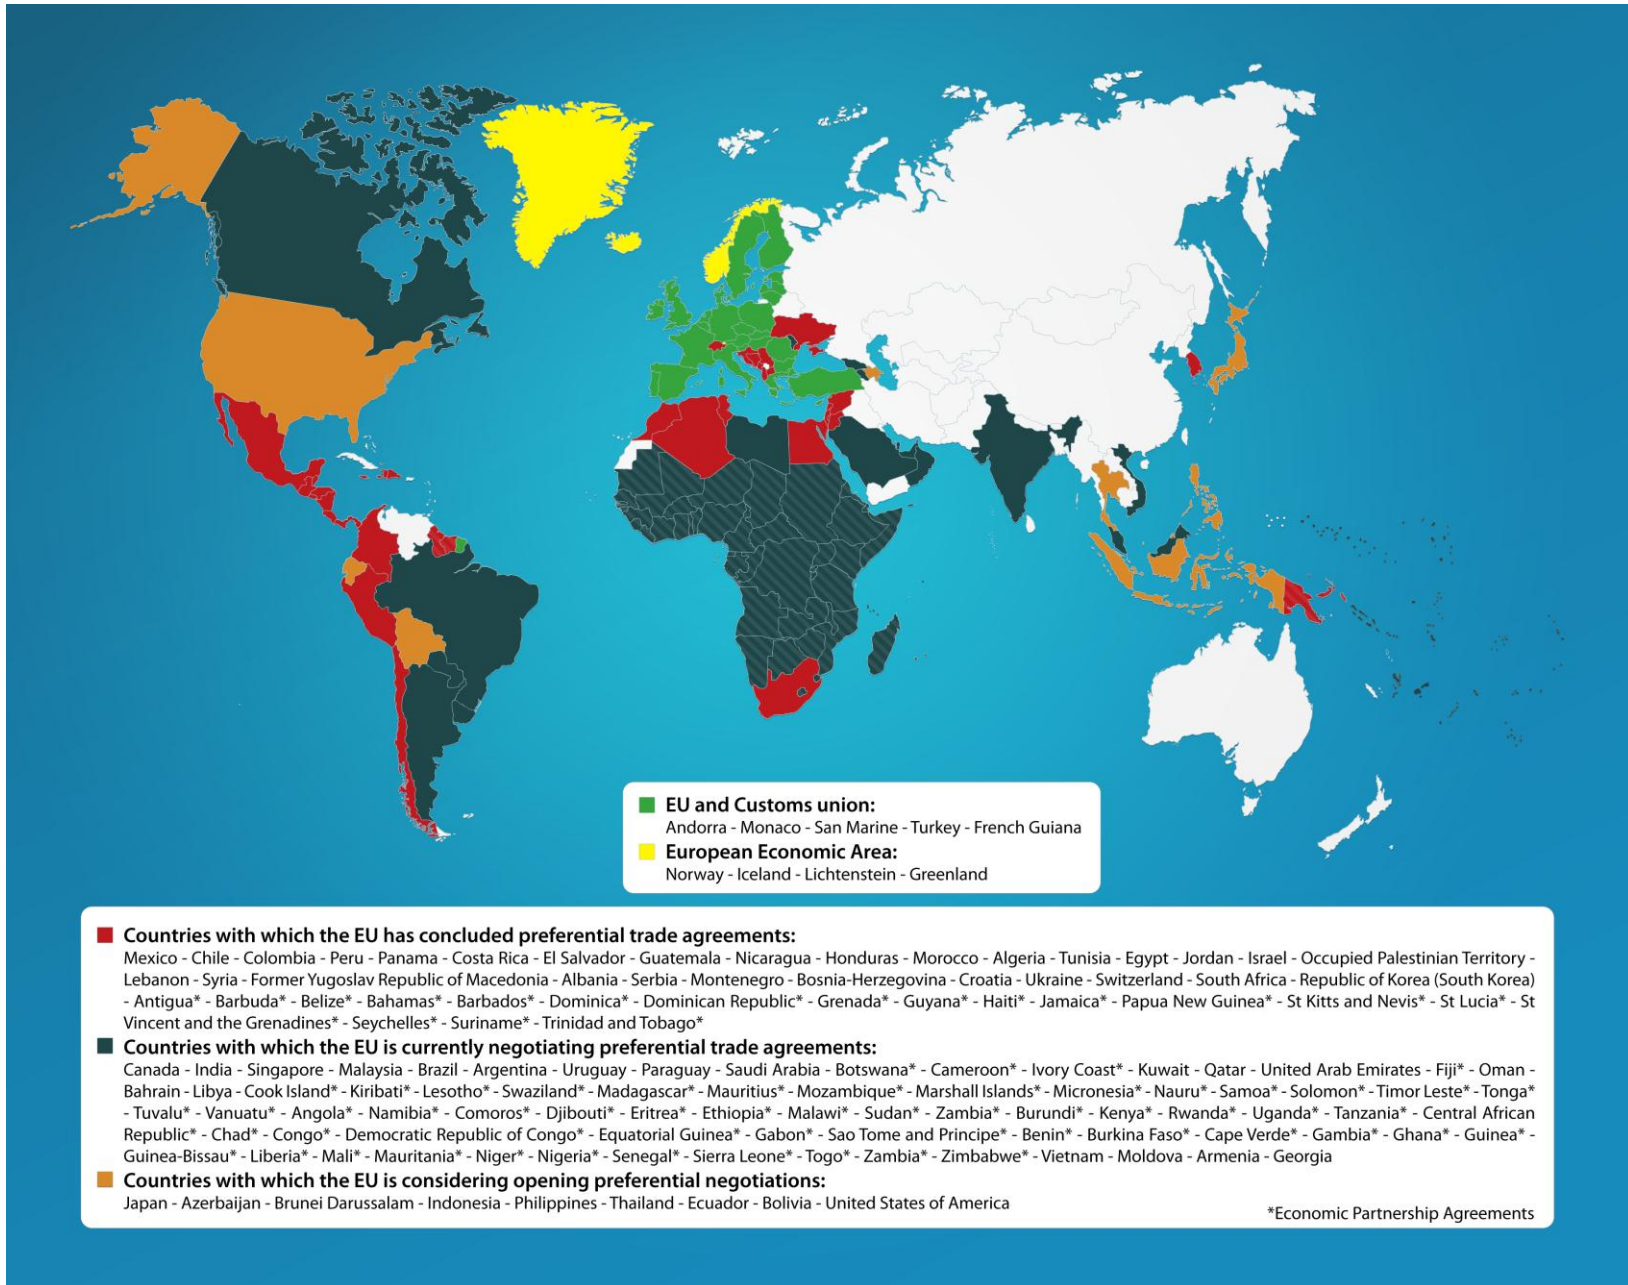 EU and Customs union:
Andorra - Monaco - San Marine - Turkey - French Guiana
European Economic Area:
Norway - Iceland - Lichtenstein - Greenland
Countries with which the EU has concluded preferential trade agreements:
Mexico - Chile - Colombia - Peru - Panama - Costa Rica - El Salvador - Guatemala - Nicaragua - Honduras - Morocco - Algeria - Tunisia - Egypt - Jordan - Israel - Occupied Palestinian Territory -
Lebanon - Syria - Former Yugoslav Republic of Macedonia - Albania - Serbia - Montenegro - Bosnia-Herzegovina - Croatia - Ukraine - Switzerland - South Africa - Republic of Korea (South Korea)
- Antigua* - Barbuda* - Belize* - Bahamas* - Barbados* - Dominica* - Dominican Republic* - Grenada* - Guyana* - Haiti* - Jamaica* - Papua New Guinea* - St Kitts and Nevis* - St Lucia* - St
Vincent and the Grenadines* - Seychelles* - Suriname* - Trinidad and Tobago*
Countries with which the EU is currently negotiating preferential trade agreements:
Canada - India - Singapore - Malaysia - Brazil - Argentina - Uruguay - Paraguay - Saudi Arabia - Botswana* - Cameroon* - Ivory Coast* - Kuwait - Qatar - United Arab Emirates - Fiji* - Oman -
Bahrain - Libya - Cook Island* - Kiribati* - Lesotho* - Swaziland* - Madagascar* - Mauritius* - Mozambique* - Marshall Islands* - Micronesia* - Nauru* - Samoa* - Solomon* - Timor Leste* - Tonga*
- Tuvalu* - Vanuatu* - Angola* - Namibia* - Comoros* - Djibouti* - Eritrea* - Ethiopia* - Malawi* - Sudan* - Zambia* - Burundi* - Kenya* - Rwanda* - Uganda* - Tanzania* - Central African
Republic* - Chad* - Congo* - Democratic Republic of Congo* - Equatorial Guinea* - Gabon* - Sao Tome and Principe* - Benin* - Burkina Faso* - Cape Verde* - Gambia* - Ghana* - Guinea* -
Guinea-Bissau* - Liberia* - Mali* - Mauritania* - Niger* - Nigeria* - Senegal* - Sierra Leone* - Togo* - Zambia* - Zimbabwe* - Vietnam - Moldova - Armenia - Georgia
Countries with which the EU is considering opening preferential negotiations:
Japan - Azerbaijan - Brunei Darussalam - Indonesia - Philippines - Thailand - Ecuador - Bolivia - United States of America
*Economic Partnership Agreements